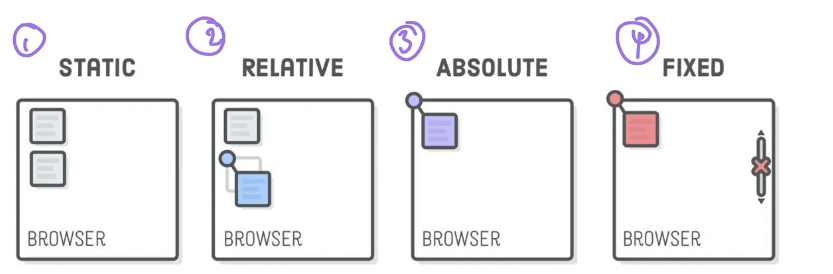 1
2
3
4
STATIC
RELATIVE
ABSOLUTE
FIXED
BROWSER
BROWSER
BROWSER
BROWSER